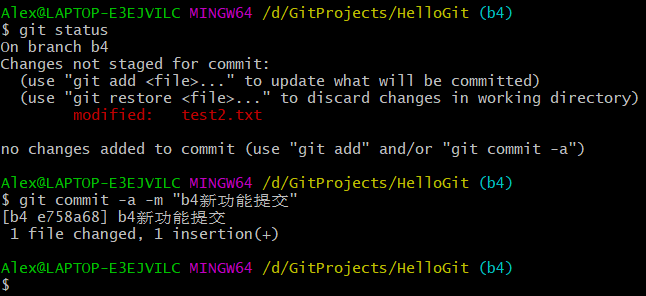 Alex@LAPTOP-E3EJVILC MINGW64 /d/GitProjects/HelloGit (b4)
$ git status
On branch b4
Changes not staged for commit:
  (use "git add <file>..." to update what will be committed)
  (use "git restore <file>..." to discard changes in working directory)
        modified:   test2.txt

no changes added to commit (use "git add" and/or "git commit -a")

Alex@LAPTOP-E3EJVILC MINGW64 /d/GitProjects/HelloGit (b4)
$ git commit -a -m "b4新功能提交"
[b4 e758a68] b4新功能提交
 1 file changed, 1 insertion(+)

Alex@LAPTOP-E3EJVILC MINGW64 /d/GitProjects/HelloGit (b4)
$